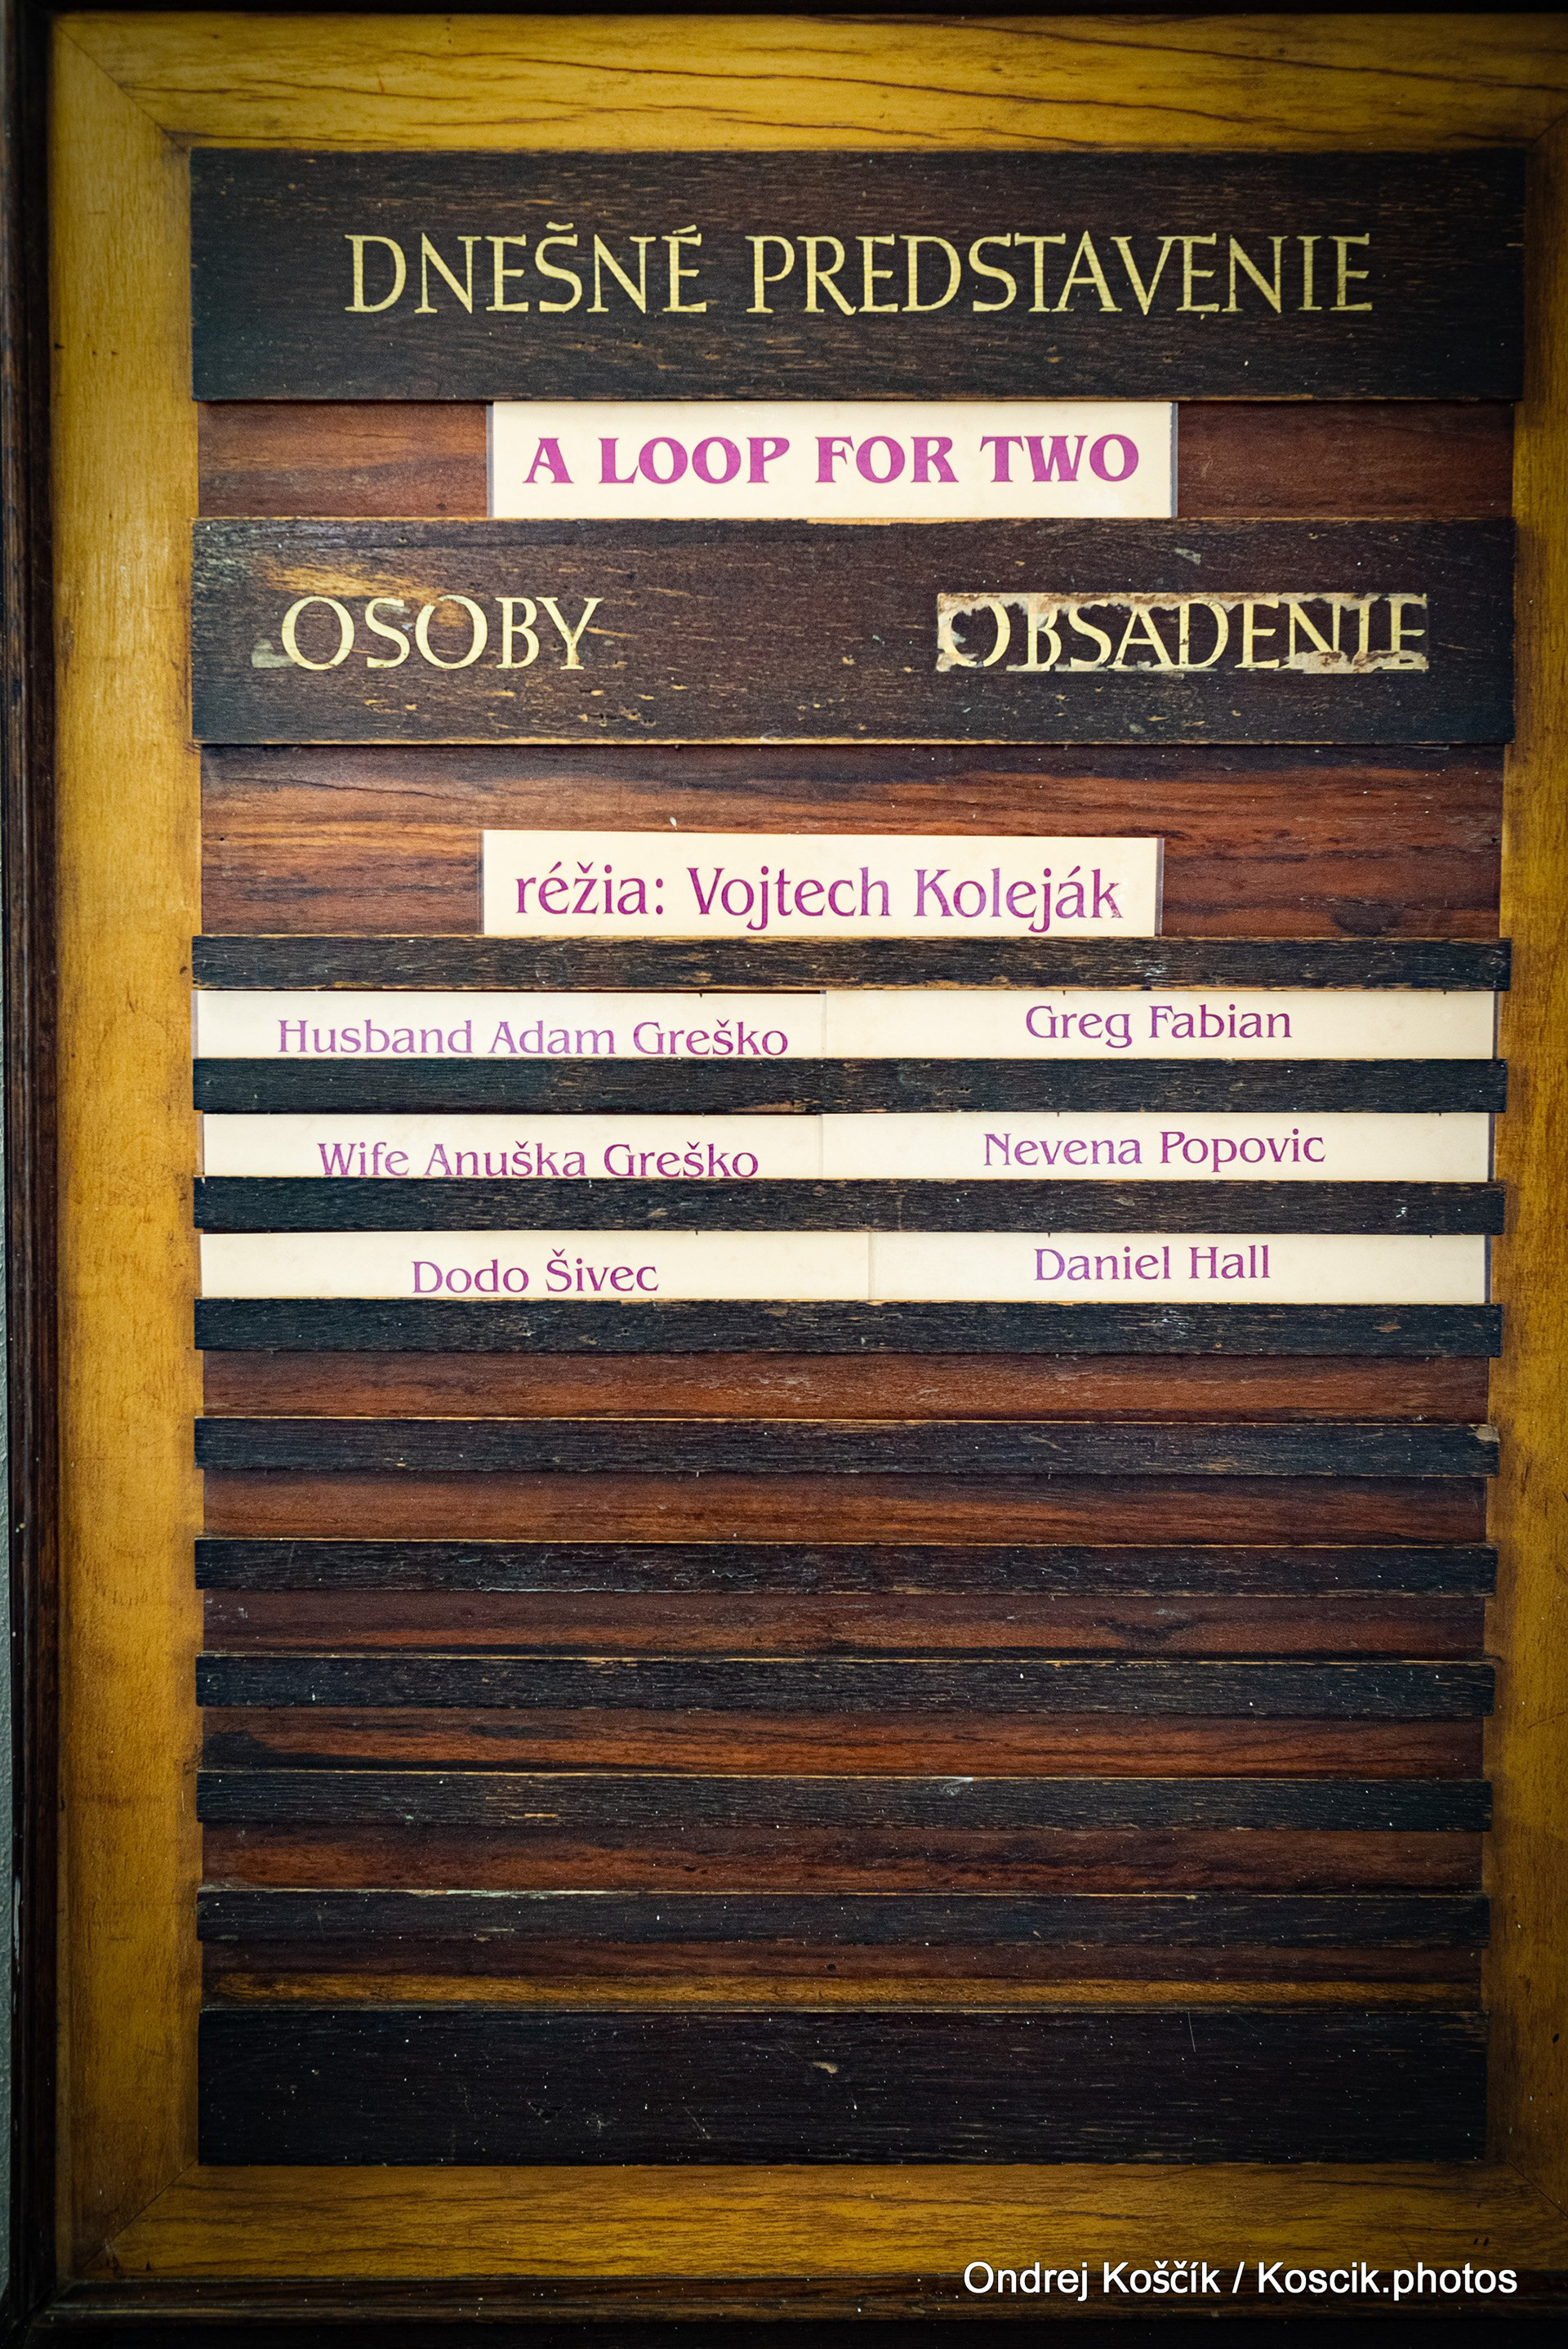 DNEŠNÉ PREDSTAVENIE
A LOOP FOR TWO
OSOBY OBSADENIE
réžia: Vojtech Koleják
Husband Adam Greško Greg Fabian
Wife Anuška Greško Nevena Popovic
Dodo Šivec Daniel Hall
Ondrej Koščík / Koscik.photos